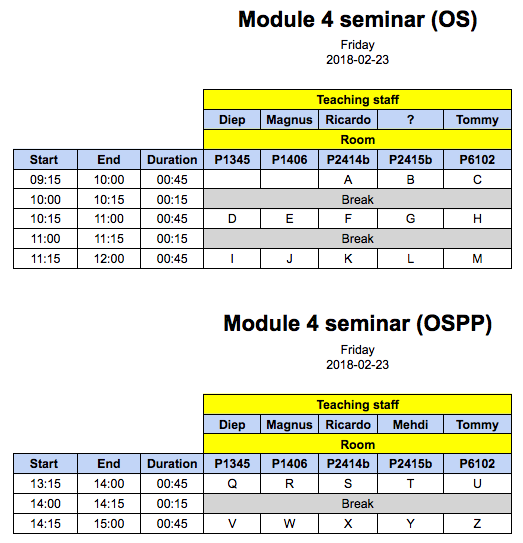 Module 4 seminar (OS)
Friday
2018-02-23
Teaching staff
Diep Magnus Ricardo ? Tommy
Room
Start End Duration P1345 P1406 P2414b P2415b P6102
09:15 10:00 00:45 A B C
10:00 10:15 00:15 Break
10:15 11:00 00:45 D E F G H
11:00 11:15 00:15 Break
11:15 12:00 00:45 I J K L M
Module 4 seminar (OSPP)
Friday
2018-02-23
Teaching staff
Diep Magnus Ricardo Mehdi Tommy
Room
Start End Duration P1345 P1406 P2414b P2415b P6102
13:15 14:00 00:45 Q R S T U
14:00 14:15 00:15 Break
14:15 15:00 00:45 V W X Y Z